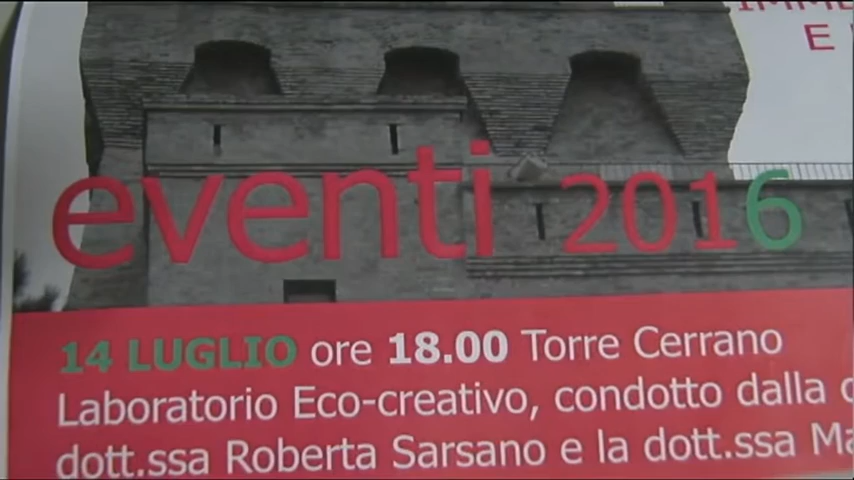 E
eventi 2016
14 LUGLIO ore 18.00 Torre Cerrano
Laboratorio Eco-creativo, condotto dalla
dott.ssa Roberta Sarsano e la dott.ssa